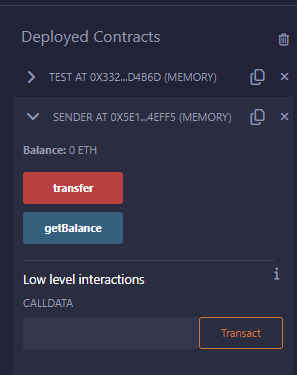 Deployed Contracts
TEST AT 0X332...D4B6D (MEMORY)
SENDER AT 0X5E1...4EFF5 (MEMORY)
Balance: 0 ETH
transfer
getBalance
Low level interactions
CALLDATA
Transact